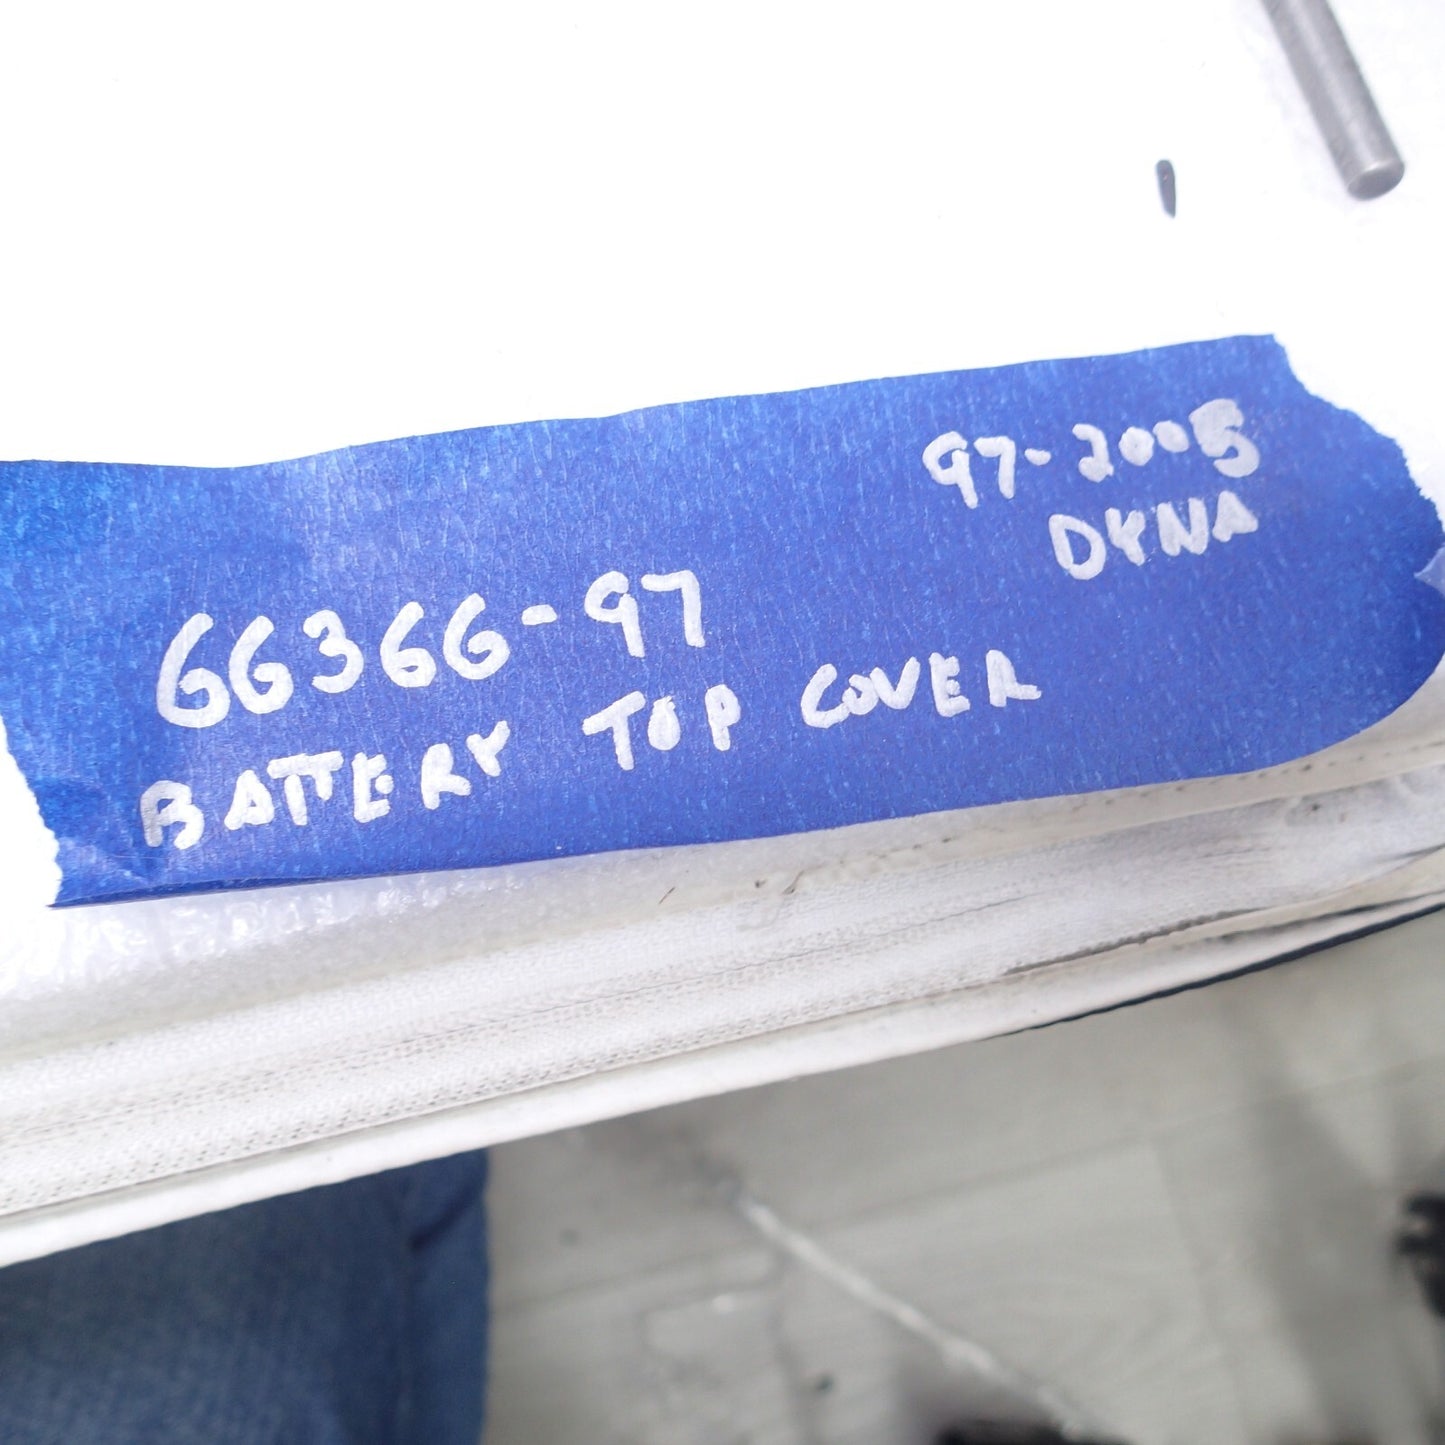 97-2005
DYNA
66366-97
BATTERY TOP COVER